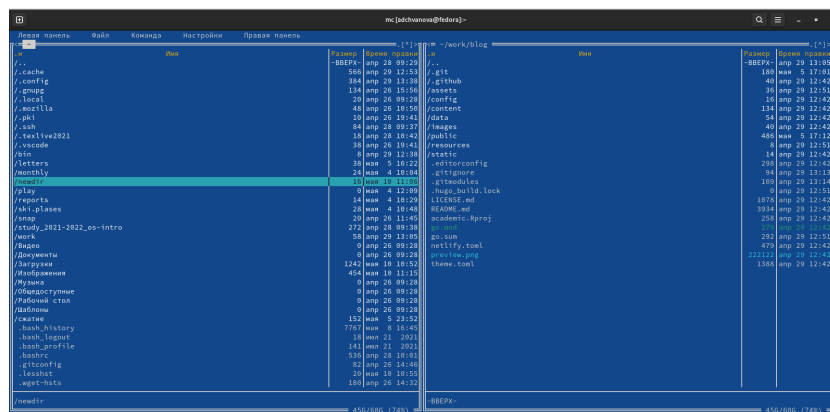 mc [adchvanova@fedora]:~
Левая панель Файл Команда Настройки Правая панель
<═ ~ .[^]>
.и Имя Размер Время правки
/.. -ВВЕРХ- апр 28 09:29
/.cache 566 апр 29 12:53
/.config 384 апр 29 13:38
/.gnupg 134 апр 26 15:56
/.local 20 апр 26 09:28
/.mozilla 48 апр 26 10:50
/.pki 10 апр 26 19:41
/.ssh 84 апр 28 09:37
/.texlive2021 18 апр 28 10:42
/.vscode 38 апр 26 19:41
/bin 8 апр 29 12:38
/letters 38 мая 5 16:22
/monthly 24 мая 4 10:04
/newdir 16 мая 10 11:06
/play 0 мая 4 12:09
/reports 14 мая 4 10:29
/ski.plases 28 мая 4 10:48
/snap 20 апр 26 11:45
/study_2021-2022_os-intro 272 апр 28 09:38
/work 58 апр 29 13:05
/Видео 0 апр 26 09:28
/Документы 0 апр 26 09:28
/Загрузки 1242 мая 10 10:52
/Изображения 454 мая 10 11:15
/Музыка 0 апр 26 09:28
/Общедоступные 0 апр 26 09:28
/Рабочий стол 0 апр 26 09:28
/Шаблоны 0 апр 26 09:28
/сжатие 152 мая 5 23:52
.bash_history 7767 мая 8 16:45
.bash_logout 18 июл 21 2021
.bash_profile 141 июл 21 2021
.bashrc 536 апр 28 10:01
.gitconfig 82 апр 26 14:46
.lesshst 20 мая 10 10:55
.wget-hsts 180 апр 26 14:32
/newdir
45G/60G (74%)
<═ ~/work/blog .[^]>
.и Имя Размер Время правки
/.. -ВВЕРХ- апр 29 13:05
/.git 180 мая 5 17:01
/.github 40 апр 29 12:42
/assets 36 апр 29 12:51
/config 16 апр 29 12:42
/content 134 апр 29 12:42
/data 54 апр 29 12:42
/images 40 апр 29 12:42
/public 486 мая 5 17:12
/resources 8 апр 29 12:51
/static 14 апр 29 12:42
.editorconfig 298 апр 29 12:42
.gitignore 94 апр 29 13:13
.gitmodules 109 апр 29 13:14
.hugo_build.lock 0 апр 29 12:51
LICENSE.md 1078 апр 29 12:42
README.md 3934 апр 29 12:42
academic.Rproj 258 апр 29 12:42
go.mod 279 апр 29 12:42
go.sum 292 апр 29 12:51
netlify.toml 479 апр 29 12:42
preview.png 222122 апр 29 12:42
theme.toml 1388 апр 29 12:42
-ВВЕРХ-
45G/60G (74%)